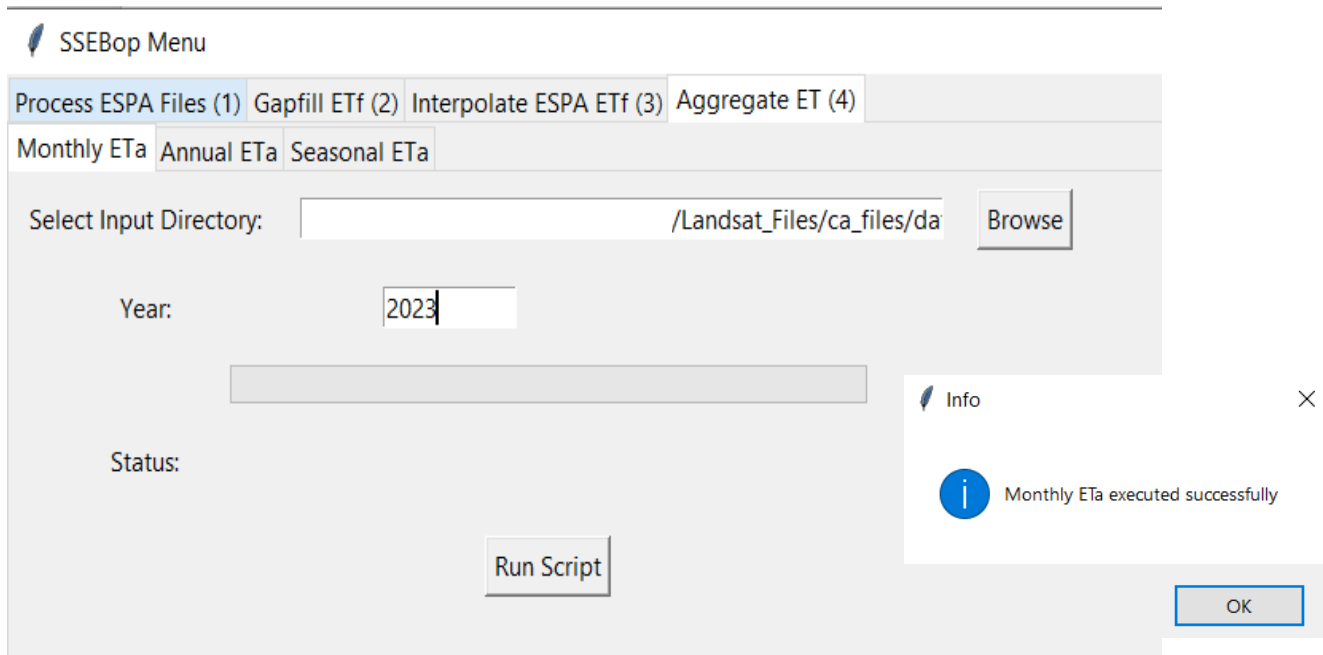 SSEBop Menu
Process ESPA Files (1) Gapfill ETf (2) Interpolate ESPA ETf (3) Aggregate ET (4)
Monthly ETa Annual ETa Seasonal ETa
Select Input Directory: /Landsat_Files/ca_files/da Browse
Year: 2023
Info
Status:
Monthly ETa executed successfully
Run Script
OK